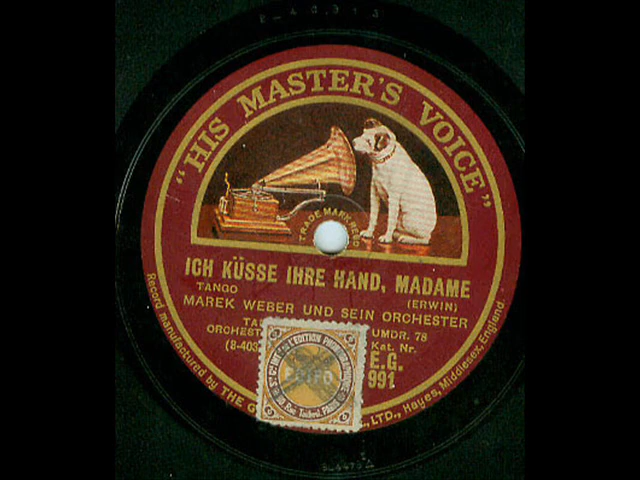 "HIS MASTER'S VOICE"
TRADE MARK REGD
ICH KÜSSE IHRE HAND, MADAME
TANGO
(ERWIN)
MAREK WEBER UND SEIN ORCHESTER
UMDR. 78
Kat. Nr.
E.G.
991
Record manufactured by THE
LTD., Hayes, Middlesex, England.